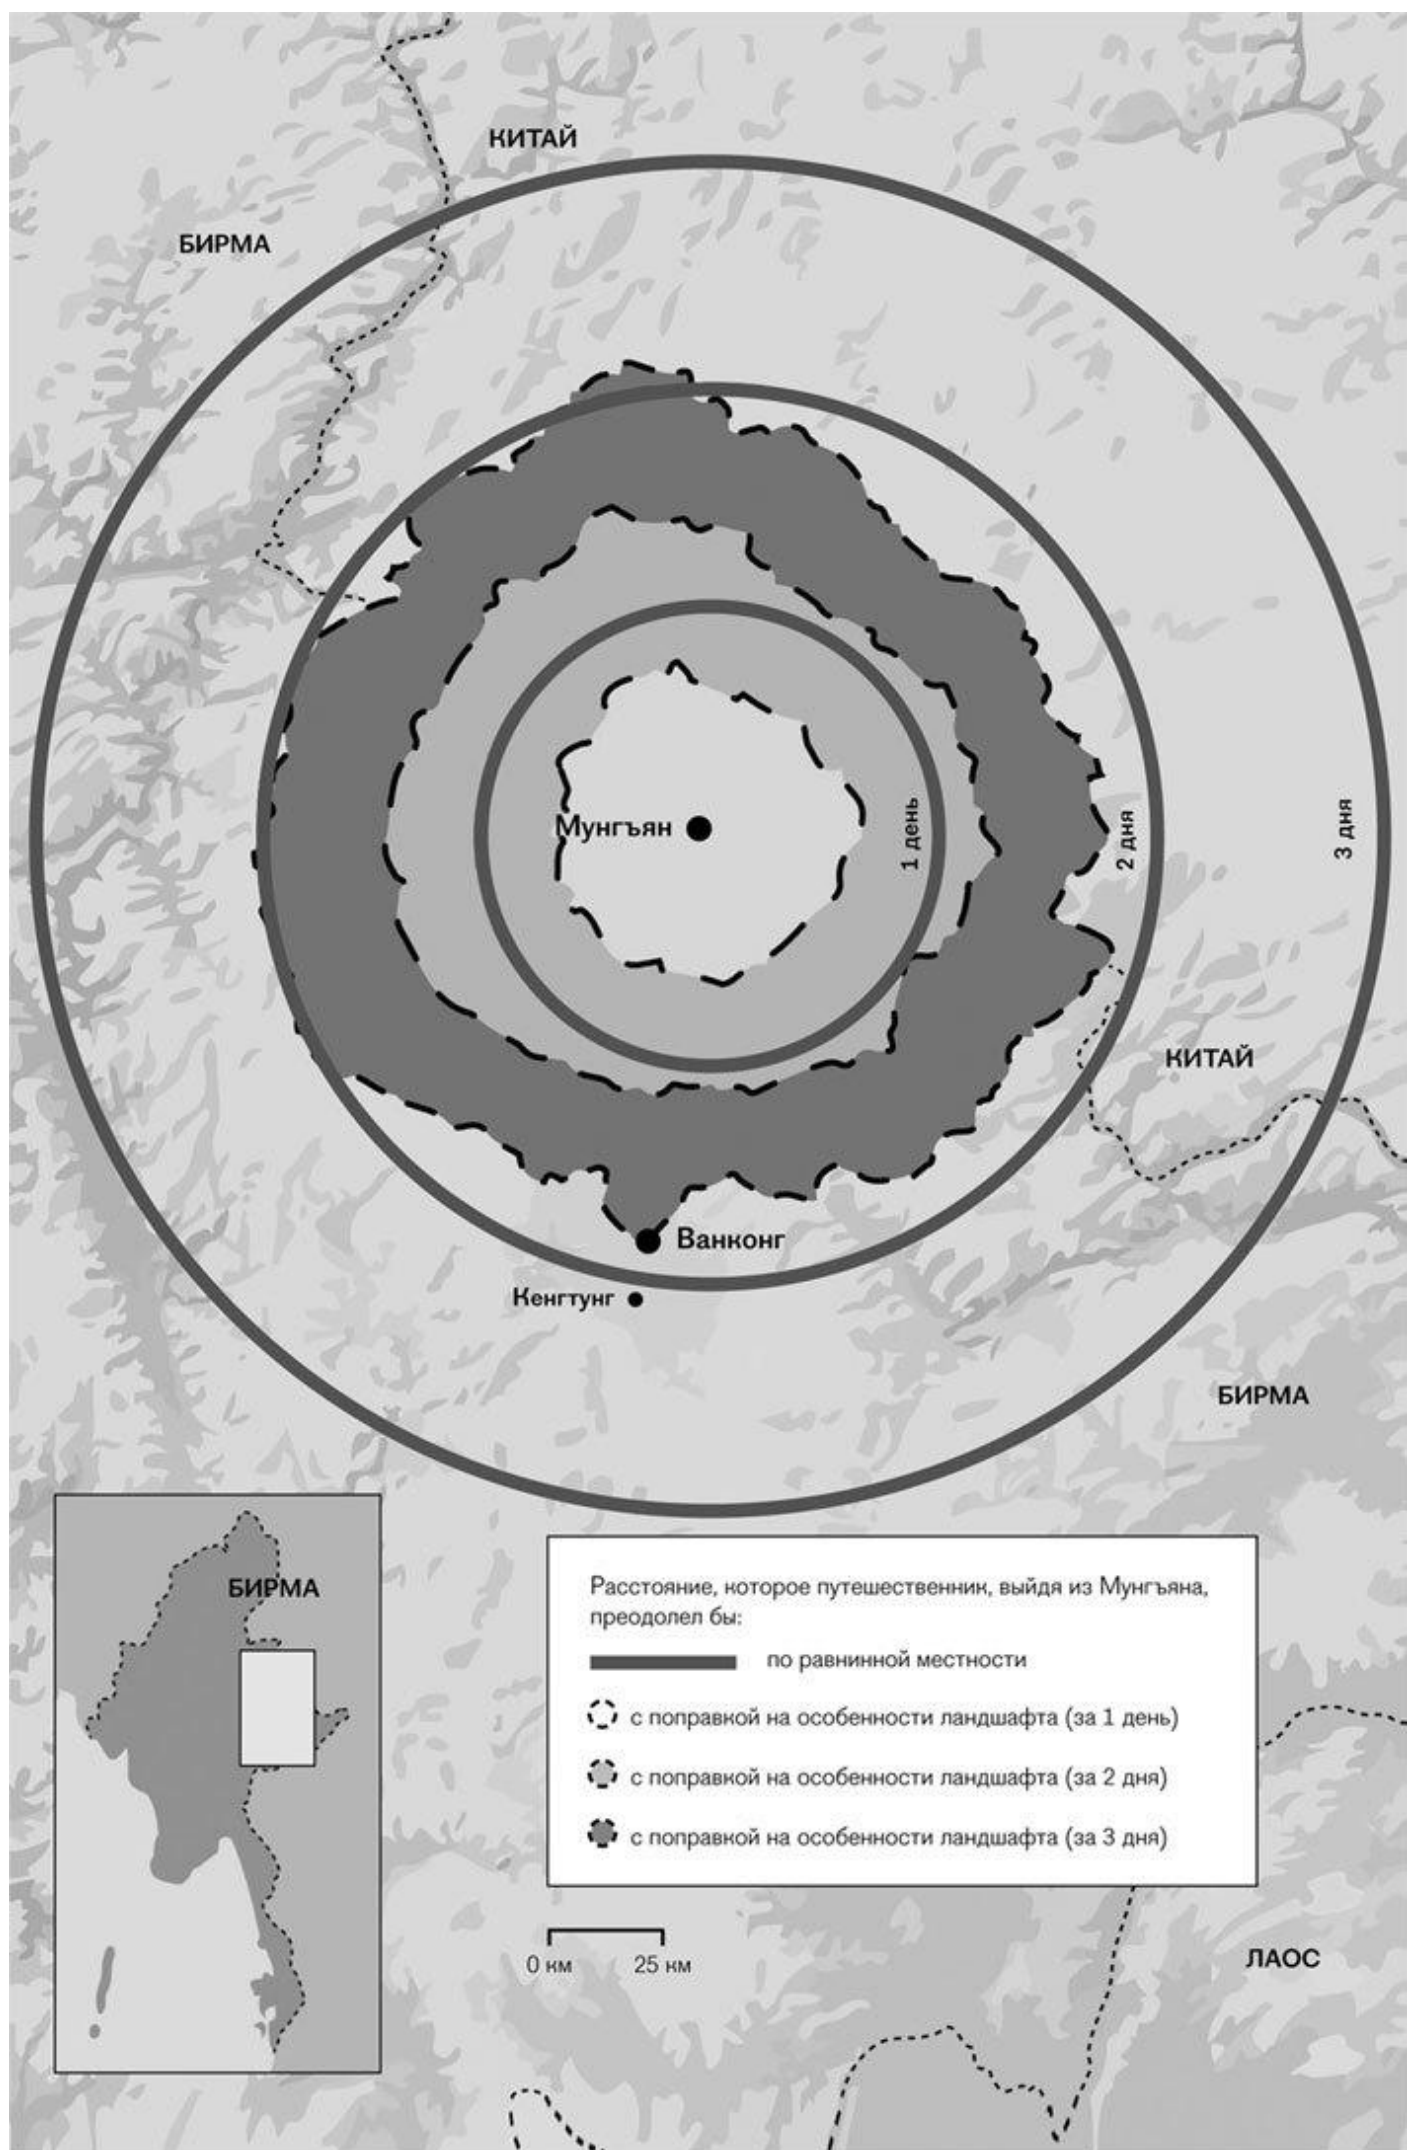 КИТАЙ
БИРМА
Мунгъян
1 день
2 дня
3 дня
КИТАЙ
Ванконг
Кенгтунг
БИРМА
БИРМА
Расстояние, которое путешественник, выйдя из Мунгъяна,
преодолел бы:
по равнинной местности
с поправкой на особенности ландшафта (за 1 день)
с поправкой на особенности ландшафта (за 2 дня)
с поправкой на особенности ландшафта (за 3 дня)
0 км
25 км
ЛАОС